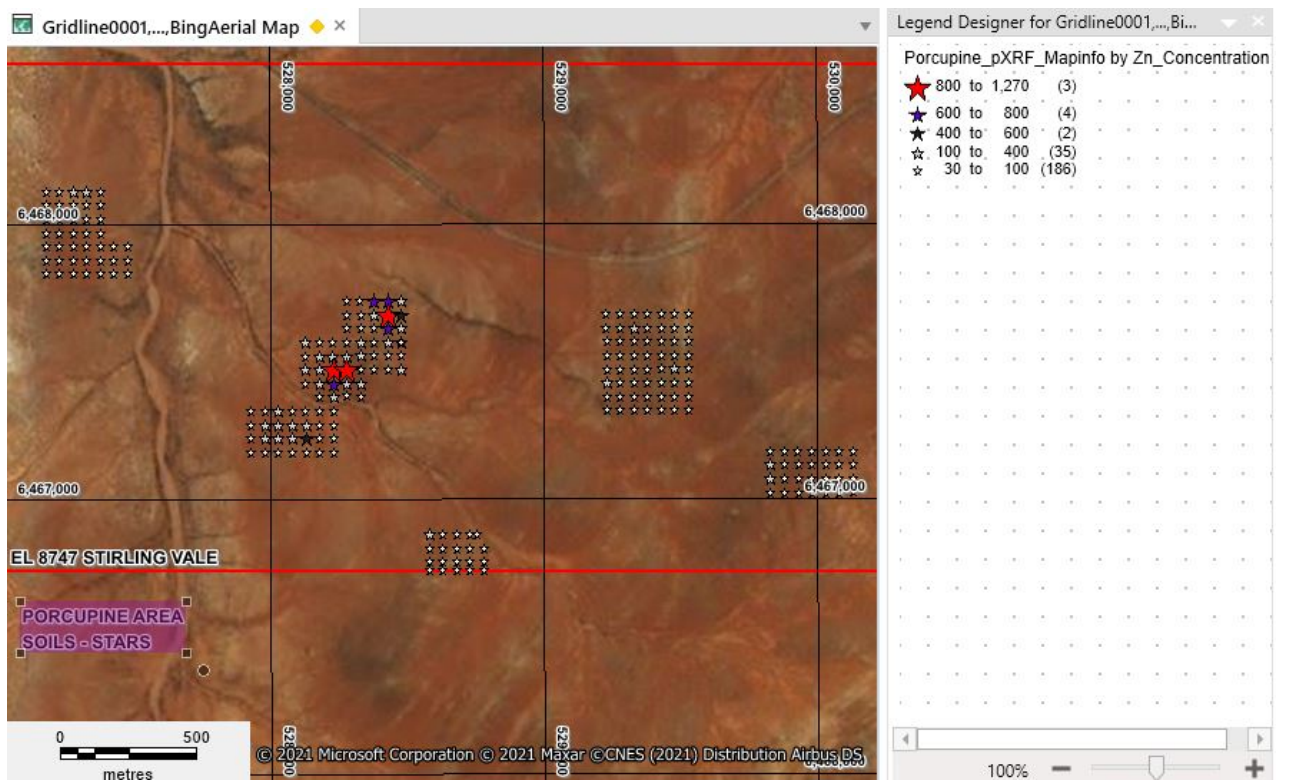 Gridline0001,...,BingAerial Map
Legend Designer for Gridline0001,...,Bi...
Porcupine_pXRF_Mapinfo by Zn_Concentration
800 to 1,270 (3)
600 to 800 (4)
400 to 600 (2)
100 to 400 (35)
30 to 100 (186)
528,000
529,000
530,000
6,468,000
6,468,000
6,467,000
6,467,000
EL 8747 STIRLING VALE
PORCUPINE AREA
SOILS - STARS
0 500
metres
© 2021 Microsoft Corporation © 2021 Maxar ©CNES (2021) Distribution Airbus DS
100%